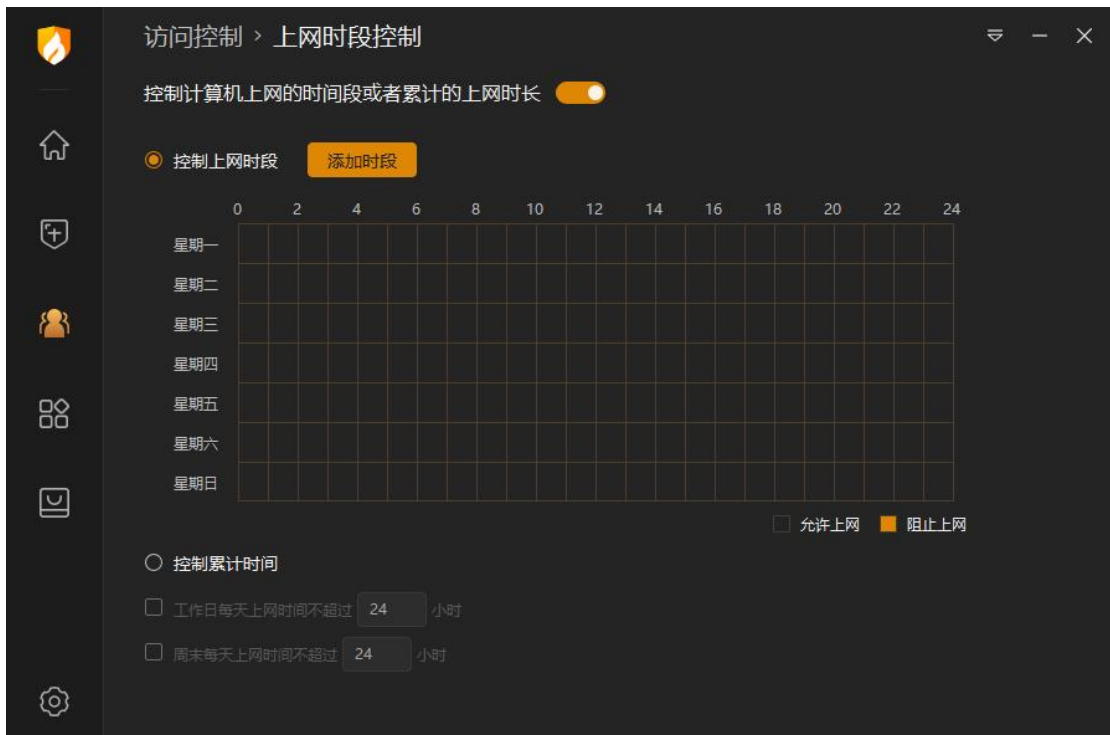 访问控制 > 上网时段控制
控制计算机上网的时间段或者累计的上网时长
控制上网时段 添加时段
0 2 4 6 8 10 12 14 16 18 20 22 24
星期一
星期二
星期三
星期四
星期五
星期六
星期日
允许上网 阻止上网
控制累计时间
工作日每天上网时间不超过 24 小时
周末每天上网时间不超过 24 小时